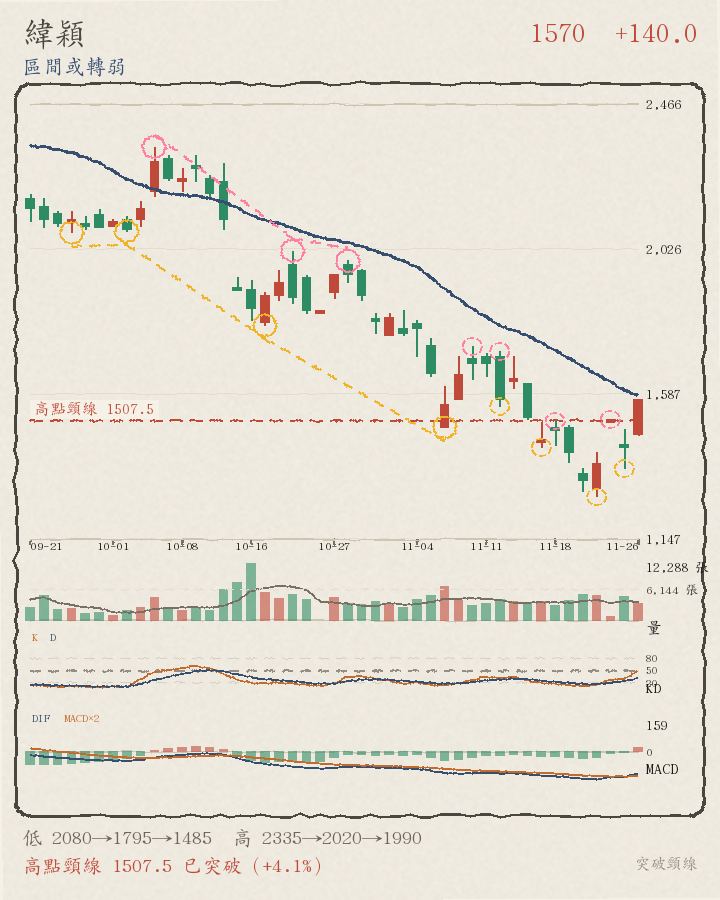 緯穎
1570 +140.0
區間或轉弱
2,466
2,026
1,587
高點頸線 1507.5
1,147
09-21 10-01 10-08 10-16 10-27 11-04 11-11 11-18 11-26
12,288 張
6,144 張
量
K D
80
50
20
KD
DIF MACD×2
159
0
MACD
低 2080→1795→1485 高 2335→2020→1990
高點頸線 1507.5 已突破 (+4.1%)
突破頸線